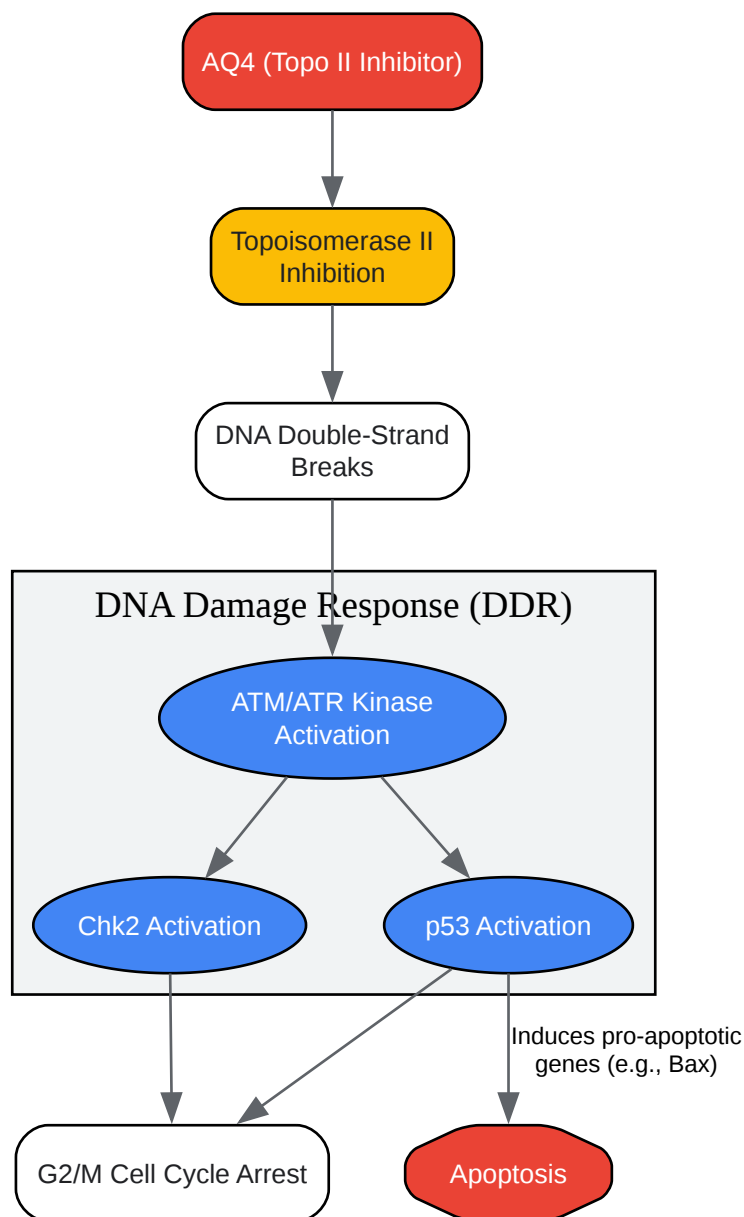 AQ4 (Topo II Inhibitor)
Topoisomerase II
Inhibition
DNA Double-Strand
Breaks
DNA Damage Response (DDR)
ATM/ATR Kinase
Activation
Chk2 Activation
p53 Activation
Induces pro-apoptotic
genes (e.g., Bax)
G2/M Cell Cycle Arrest
Apoptosis